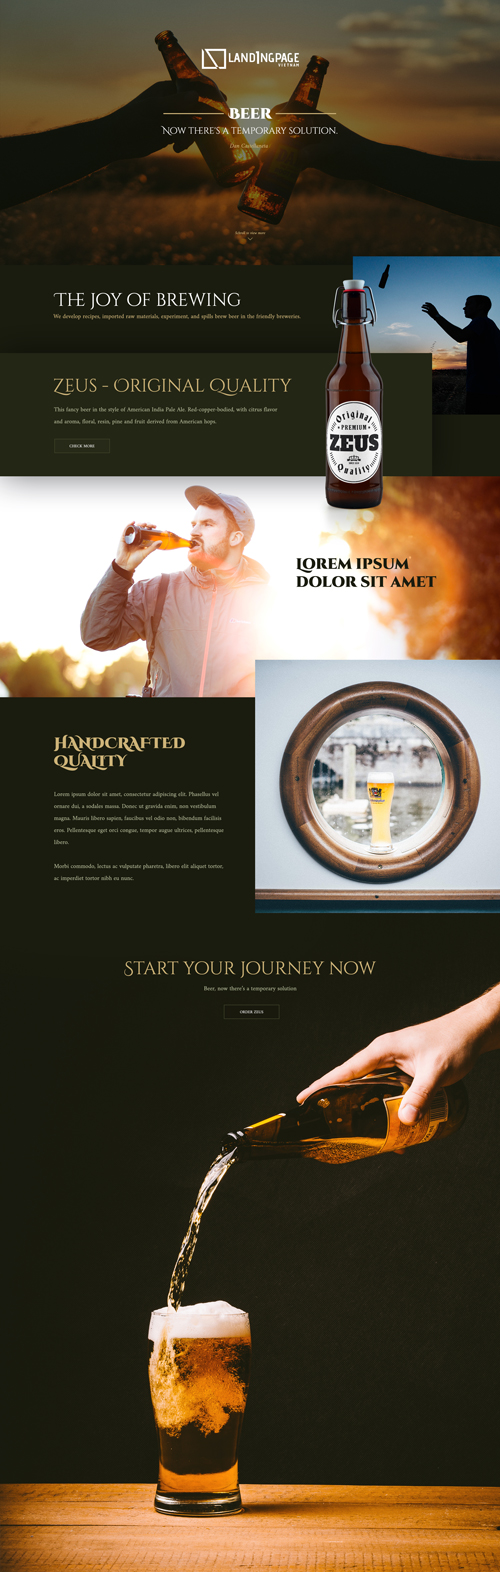 LANDINGPAGE
VIETNAM
BEER
NOW THERE'S A TEMPORARY SOLUTION.
Scroll to view more
THE JOY OF BREWING
We develop recipes, imported raw materials, experiment, and spills brew beer in the friendly breweries.
ZEUS - ORIGINAL QUALITY
This fancy beer in the style of American India Pale Ale. Red-copper-bodied, with citrus flavor
and aroma, floral, resin, pine and fruit derived from American hops.
CHECK MORE
Original
PREMIUM
ZEUS
Quality
LOREM IPSUM
DOLOR SIT AMET
HANDCRAFTED
QUALITY
Lorem ipsum dolor sit amet, consectetur adipiscing elit. Phasellus vel
ornare dui, a sodales massa. Donec ut gravida enim, non vestibulum
magna. Mauris libero sapien, faucibus vel odio non, bibendum facilisis
eros. Pellentesque eget orci congue, tempor augue ultrices, pellentesque
libero.
Morbi commodo, lectus ac vulputate pharetra, libero elit aliquet tortor,
ac imperdiet tortor nibh eu nunc.
START YOUR JOURNEY NOW
Beer, now there's a temporary solution
ORDER ZEUS